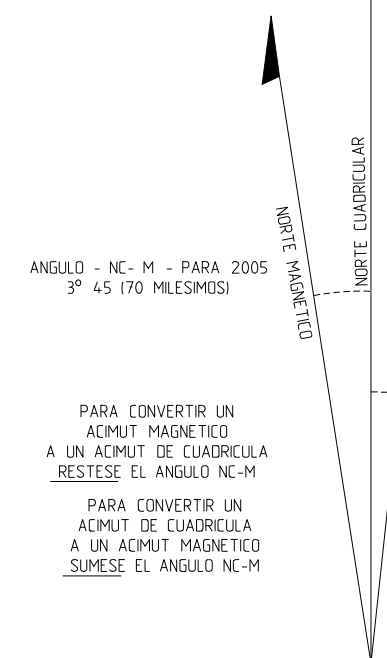 NORTE CUADRICULAR
NORTE MAGNETICO
ANGULO - NC- M - PARA 2005
3º 45 (70 MILESIMOS)
PARA CONVERTIR UN
ACIMUT MAGNETICO
A UN ACIMUT DE CUADRICULA
RESTESE EL ANGULO NC-M
PARA CONVERTIR UN
ACIMUT DE CUADRICULA
A UN ACIMUT MAGNETICO
SUMESE EL ANGULO NC-M